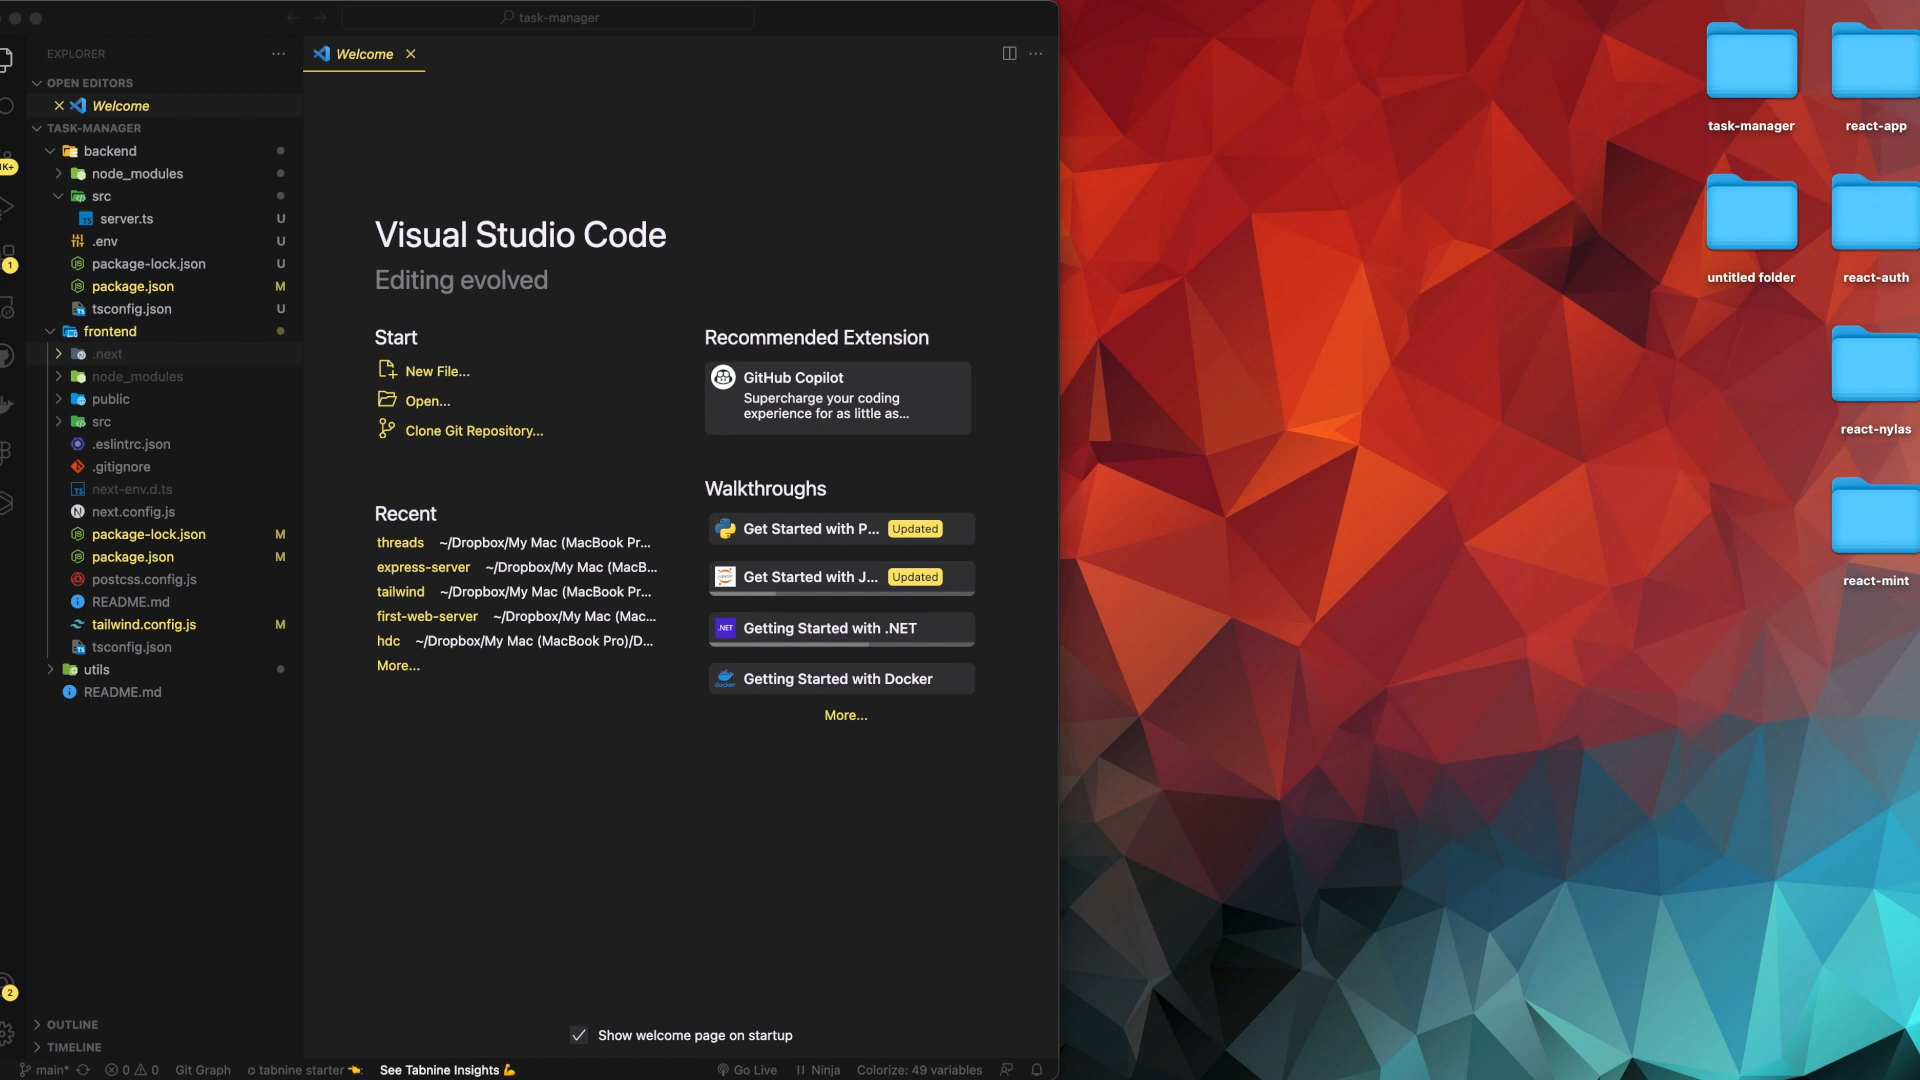 task-manager
EXPLORER
OPEN EDITORS
Welcome
TASK-MANAGER
backend
node_modules
src
server.ts U
.env U
package-lock.json U
package.json M
tsconfig.json U
frontend
.next
node_modules
public
src
.eslintrc.json
.gitignore
next-env.d.ts
next.config.js
package-lock.json M
package.json M
postcss.config.js
README.md
tailwind.config.js M
tsconfig.json
utils
README.md
OUTLINE
TIMELINE
1K+
1
2
Welcome
Visual Studio Code
Editing evolved
Start
New File...
Open...
Clone Git Repository...
Recent
threads ~/Dropbox/My Mac (MacBook Pr...
express-server ~/Dropbox/My Mac (MacB...
tailwind ~/Dropbox/My Mac (MacBook Pr...
first-web-server ~/Dropbox/My Mac (Mac...
hdc ~/Dropbox/My Mac (MacBook Pro)/D...
More...
Recommended Extension
GitHub Copilot
Supercharge your coding
experience for as little as...
Walkthroughs
Get Started with P... Updated
Get Started with J... Updated
.NET Getting Started with .NET
docker Getting Started with Docker
More...
Show welcome page on startup
main* 0 0 Git Graph tabnine starter See Tabnine Insights Go Live Ninja Colorize: 49 variables
task-manager
react-app
untitled folder
react-auth
react-nylas
react-mint